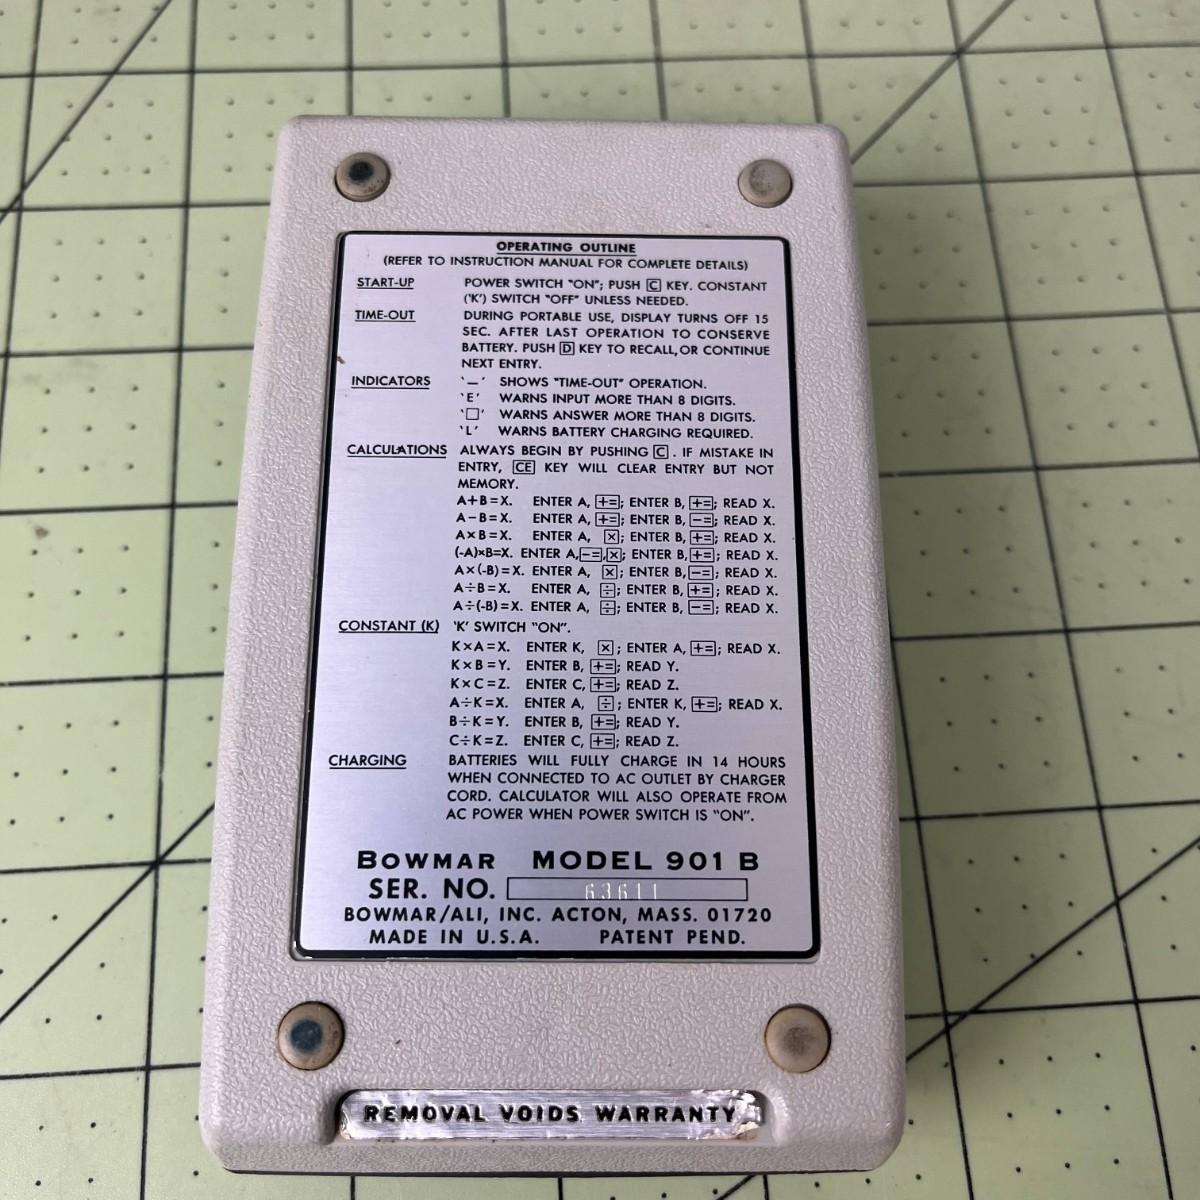 OPERATING OUTLINE
(REFER TO INSTRUCTION MANUAL FOR COMPLETE DETAILS)
START-UP POWER SWITCH "ON"; PUSH [C] KEY. CONSTANT
('K') SWITCH "OFF" UNLESS NEEDED.
TIME-OUT DURING PORTABLE USE, DISPLAY TURNS OFF 15
SEC. AFTER LAST OPERATION TO CONSERVE
BATTERY. PUSH [D] KEY TO RECALL, OR CONTINUE
NEXT ENTRY.
INDICATORS '—' SHOWS "TIME-OUT" OPERATION.
'E' WARNS INPUT MORE THAN 8 DIGITS.
'□' WARNS ANSWER MORE THAN 8 DIGITS.
'L' WARNS BATTERY CHARGING REQUIRED.
CALCULATIONS ALWAYS BEGIN BY PUSHING [C]. IF MISTAKE IN
ENTRY, [CE] KEY WILL CLEAR ENTRY BUT NOT
MEMORY.
A+B=X. ENTER A, [+=]; ENTER B, [+=]; READ X.
A−B=X. ENTER A, [+=]; ENTER B, [−=]; READ X.
A×B=X. ENTER A, [×]; ENTER B, [+=]; READ X.
(-A)×B=X. ENTER A,[−=],[×]; ENTER B, [+=]; READ X.
A×(-B)=X. ENTER A, [×]; ENTER B, [−=]; READ X.
A÷B=X. ENTER A, [÷]; ENTER B, [+=]; READ X.
A÷(-B)=X. ENTER A, [÷]; ENTER B, [−=]; READ X.
CONSTANT (K) 'K' SWITCH "ON".
K×A=X. ENTER K, [×]; ENTER A, [+=]; READ X.
K×B=Y. ENTER B, [+=]; READ Y.
K×C=Z. ENTER C, [+=]; READ Z.
A÷K=X. ENTER A, [÷]; ENTER K, [+=]; READ X.
B÷K=Y. ENTER B, [+=]; READ Y.
C÷K=Z. ENTER C, [+=]; READ Z.
CHARGING BATTERIES WILL FULLY CHARGE IN 14 HOURS
WHEN CONNECTED TO AC OUTLET BY CHARGER
CORD. CALCULATOR WILL ALSO OPERATE FROM
AC POWER WHEN POWER SWITCH IS "ON".
BOWMAR MODEL 901 B
SER. NO. 63611
BOWMAR/ALI, INC. ACTON, MASS. 01720
MADE IN U.S.A. PATENT PEND.
REMOVAL VOIDS WARRANTY